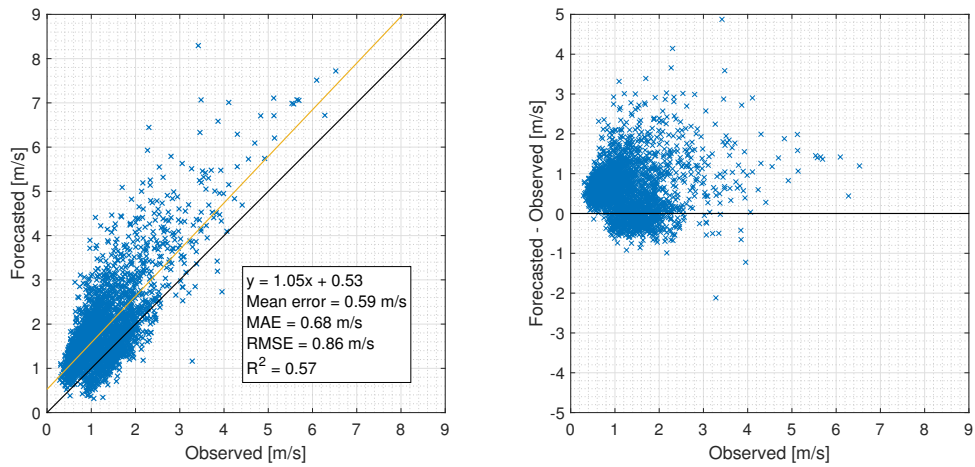 9
8
7
6
5
4
3
2
1
0
Forecasted [m/s]
y = 1.05x + 0.53
Mean error = 0.59 m/s
MAE = 0.68 m/s
RMSE = 0.86 m/s
R² = 0.57
0 1 2 3 4 5 6 7 8 9
Observed [m/s]
5
4
3
2
1
0
-1
-2
-3
-4
-5
Forecasted - Observed [m/s]
0 1 2 3 4 5 6 7 8 9
Observed [m/s]